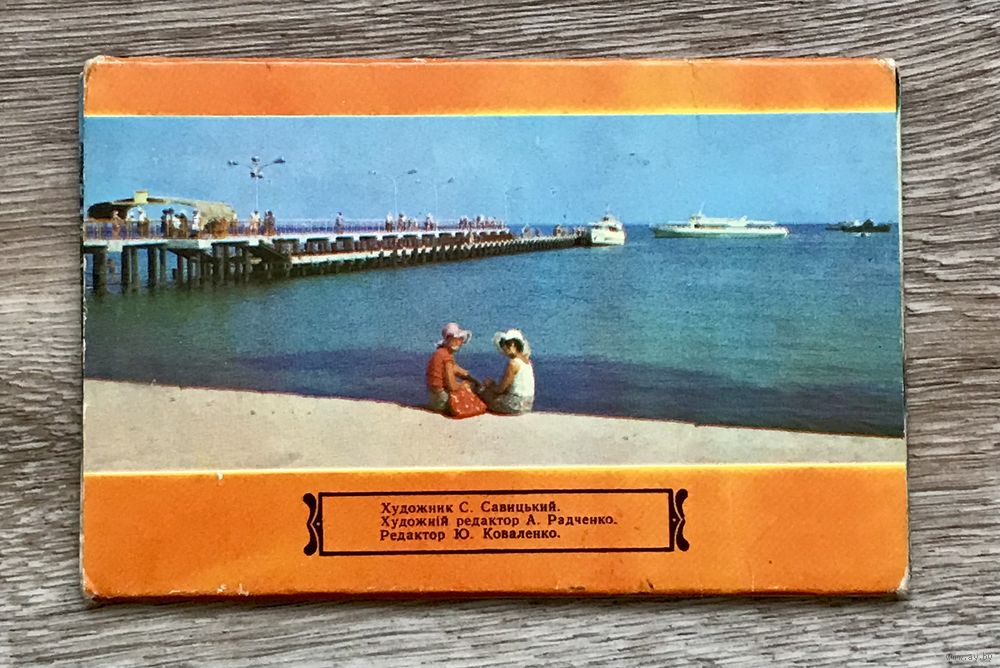 Художник С. Савицький.
Художній редактор А. Радченко.
Редактор Ю. Коваленко.